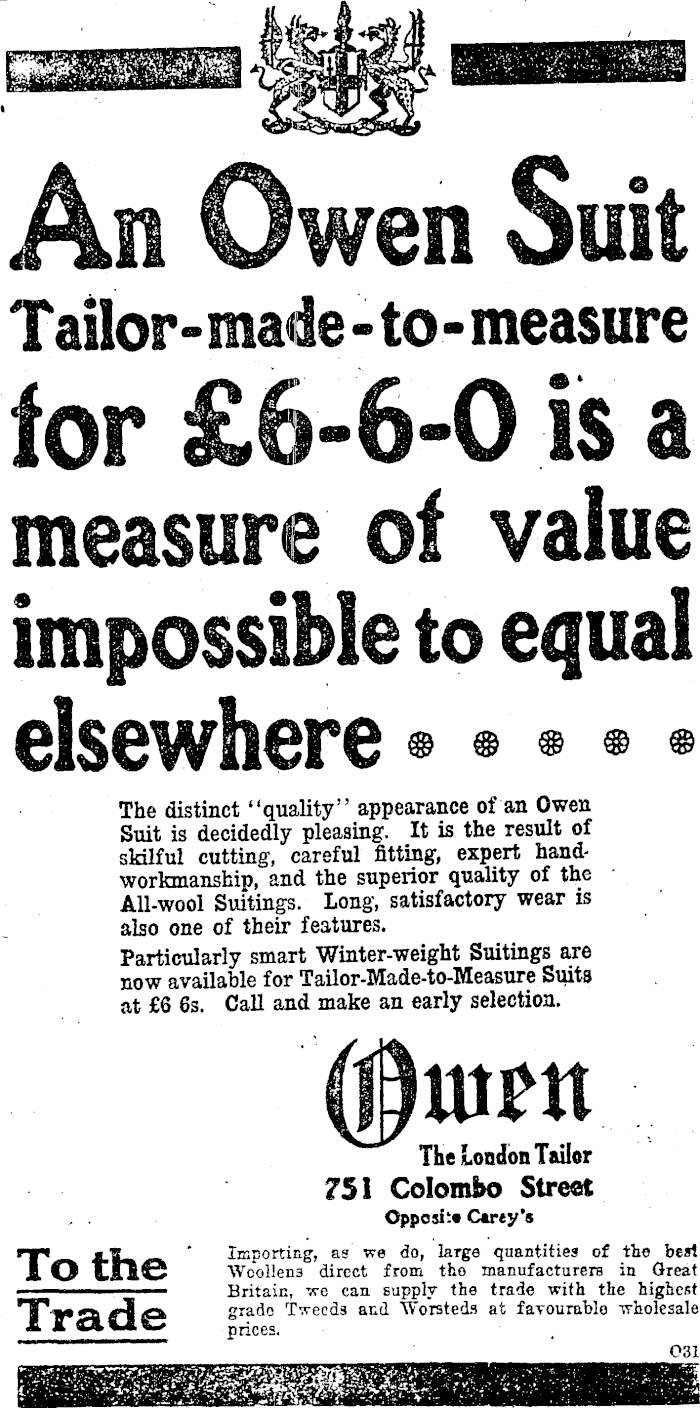 An Owen Suit
Tailor-made-to-measure
for £6-6-0 is a
measure of value
impossible to equal
elsewhere
The distinct "quality" appearance of an Owen
Suit is decidedly pleasing. It is the result of
skilful cutting, careful fitting, expert hand-
workmanship, and the superior quality of the
All-wool Suitings. Long, satisfactory wear is
also one of their features.
Particularly smart Winter-weight Suitings are
now available for Tailor-Made-to-Measure Suits
at £6 6s. Call and make an early selection.
Owen
The London Tailor
751 Colombo Street
Opposite Carey's
To the
Trade
Importing, as we do, large quantities of the best
Woollens direct from the manufacturers in Great
Britain, we can supply the trade with the highest
grade Tweeds and Worsteds at favourable wholesale
prices.
O31